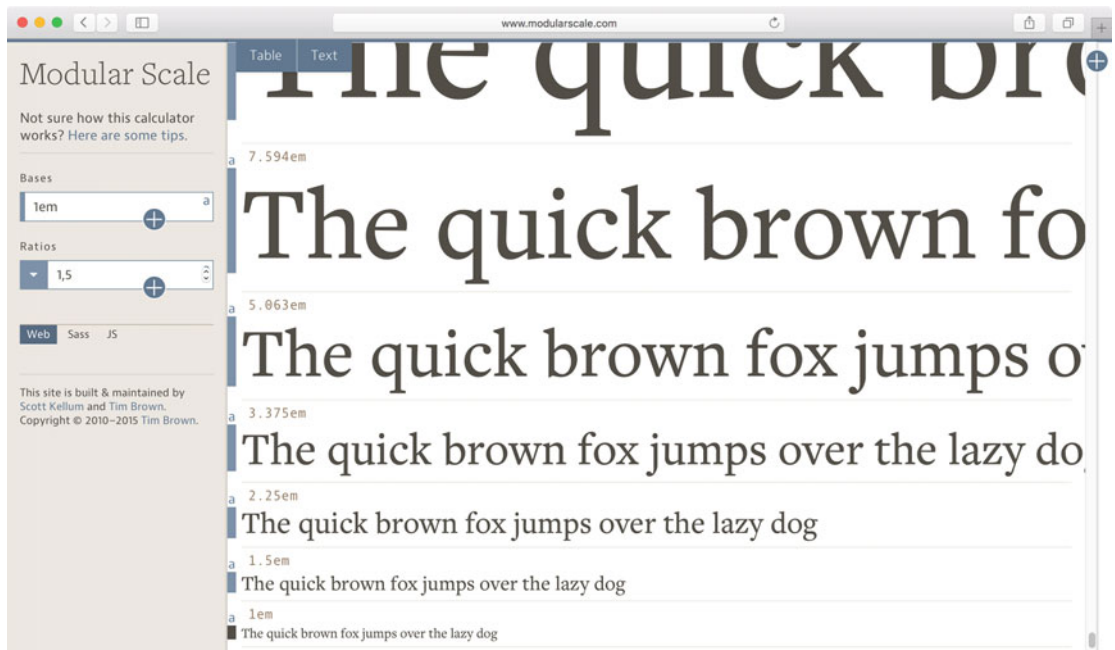 www.modularscale.com
Modular Scale
Not sure how this calculator
works? Here are some tips.
Bases
1em
a
Ratios
1,5
Web Sass JS
This site is built & maintained by
Scott Kellum and Tim Brown.
Copyright © 2010–2015 Tim Brown.
Table Text
The quick bro
a 7.594em
The quick brown fo
a 5.063em
The quick brown fox jumps o
a 3.375em
The quick brown fox jumps over the lazy do
a 2.25em
The quick brown fox jumps over the lazy dog
a 1.5em
The quick brown fox jumps over the lazy dog
a 1em
The quick brown fox jumps over the lazy dog